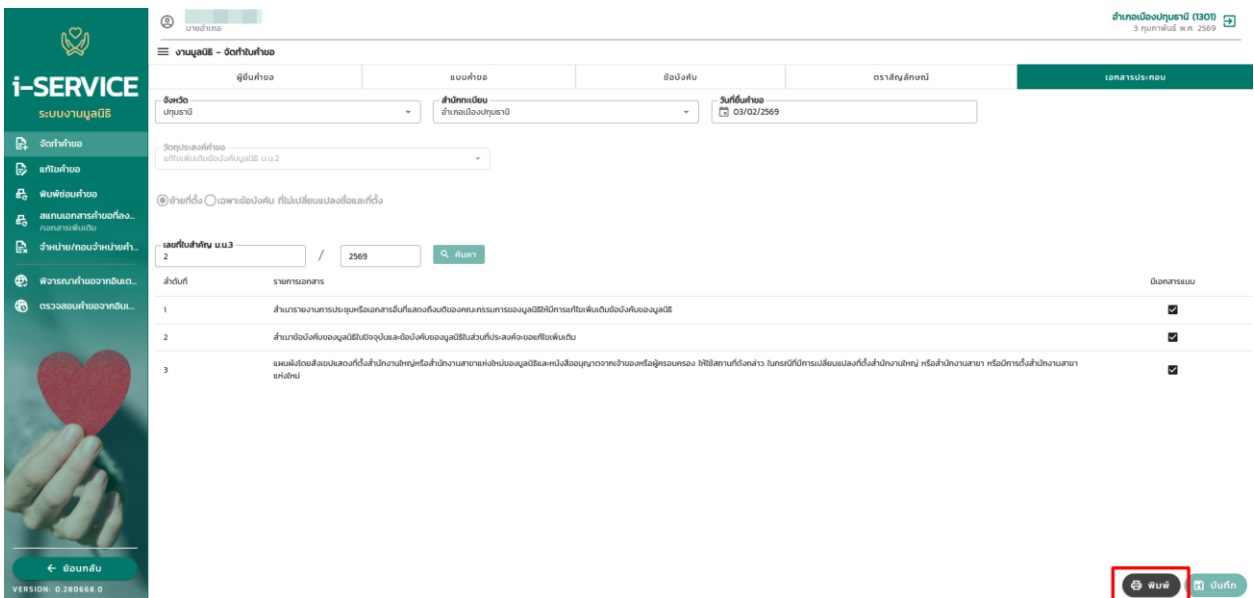 นายอำเภอ
อำเภอเมืองปทุมธานี (1301)
3 กุมภาพันธ์ พ.ศ. 2569
i-SERVICE
ระบบงานมูลนิธิ
จัดทำคำขอ
แก้ไขคำขอ
พิมพ์ซ่อมคำขอ
สแกนเอกสารคำขอที่ลง...
/เอกสารเพิ่มเติม
จำหน่าย/ถอนจำหน่ายคำ...
พิจารณาคำขอจากอินเต...
ตรวจสอบคำขอจากอินเ...
ย้อนกลับ
VERSION: 0.280668.0
งานมูลนิธิ - จัดทำใบคำขอ
ผู้ยื่นคำขอ
แบบคำขอ
ข้อบังคับ
ตราสัญลักษณ์
เอกสารประกอบ
จังหวัด
ปทุมธานี
สำนักทะเบียน
อำเภอเมืองปทุมธานี
วันที่ยื่นคำขอ
03/02/2569
วัตถุประสงค์คำขอ
แก้ไขเพิ่มเติมข้อบังคับมูลนิธิ ม.น.2
ย้ายที่ตั้ง เฉพาะข้อบังคับ ที่ไม่เปลี่ยนแปลงชื่อและที่ตั้ง
เลขที่ใบสำคัญ ม.น.3
2 / 2569 ค้นหา
ลำดับที่ รายการเอกสาร มีเอกสารแนบ
1 สำเนารายงานการประชุมหรือเอกสารอื่นที่แสดงถึงมติของคณะกรรมการของมูลนิธิให้มีการแก้ไขเพิ่มเติมข้อบังคับของมูลนิธิ
2 สำเนาข้อบังคับของมูลนิธิในปัจจุบันและข้อบังคับของมูลนิธิในส่วนที่ประสงค์จะขอแก้ไขเพิ่มเติม
3 แผนผังโดยสังเขปแสดงที่ตั้งสำนักงานใหญ่หรือสำนักงานสาขาแห่งใหม่ของมูลนิธิและหนังสืออนุญาตจากเจ้าของหรือผู้ครอบครอง ให้ใช้สถานที่ดังกล่าว ในกรณีที่มีการเปลี่ยนแปลงที่ตั้งสำนักงานใหญ่ หรือสำนักงานสาขา หรือมีการตั้งสำนักงานสาขา
แห่งใหม่
พิมพ์
บันทึก